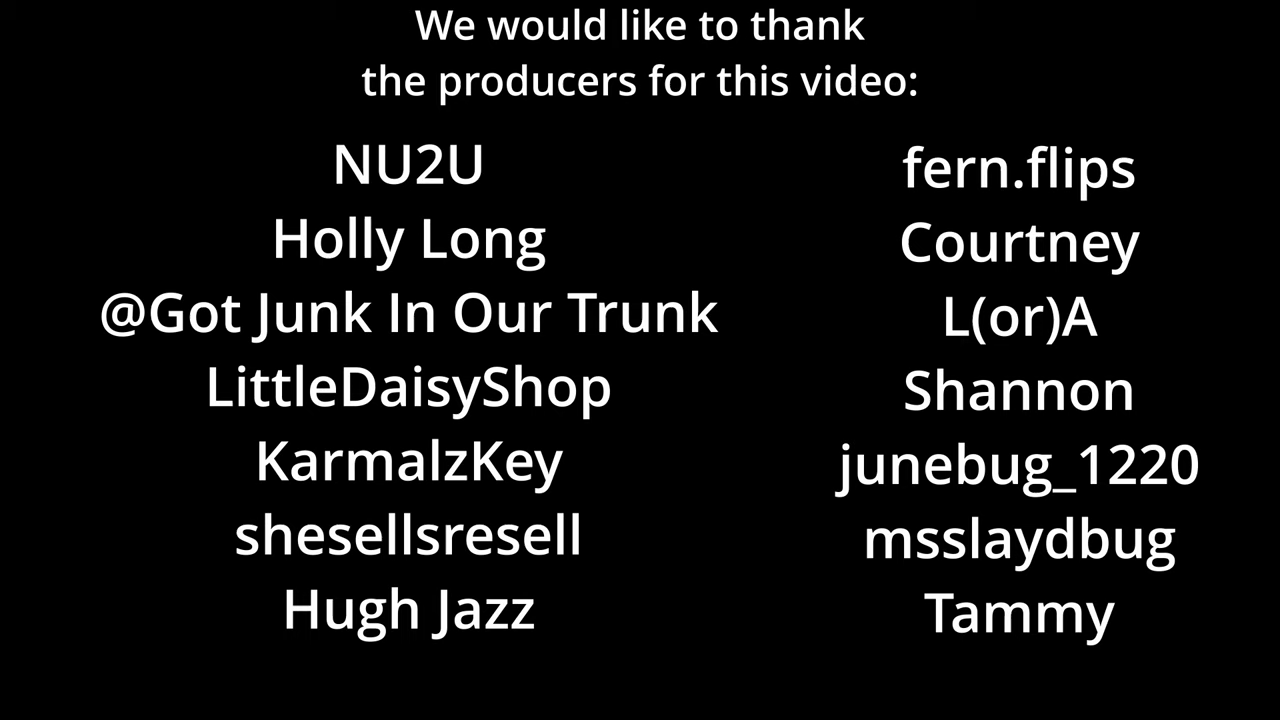 We would like to thank
the producers for this video:
NU2U
Holly Long
@Got Junk In Our Trunk
LittleDaisyShop
KarmalzKey
shesellsresell
Hugh Jazz
fern.flips
Courtney
L(or)A
Shannon
junebug_1220
msslaydbug
Tammy